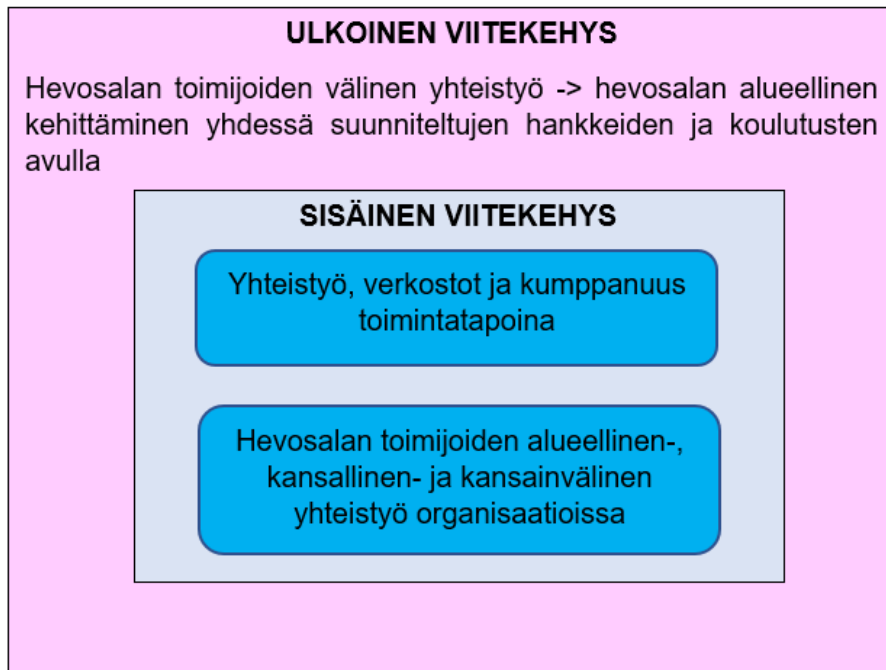 ULKOINEN VIITEKEHYS
Hevosalan toimijoiden välinen yhteistyö -> hevosalan alueellinen
kehittäminen yhdessä suunniteltujen hankkeiden ja koulutusten
avulla
SISÄINEN VIITEKEHYS
Yhteistyö, verkostot ja kumppanuus
toimintatapoina
Hevosalan toimijoiden alueellinen-,
kansallinen- ja kansainvälinen
yhteistyö organisaatioissa